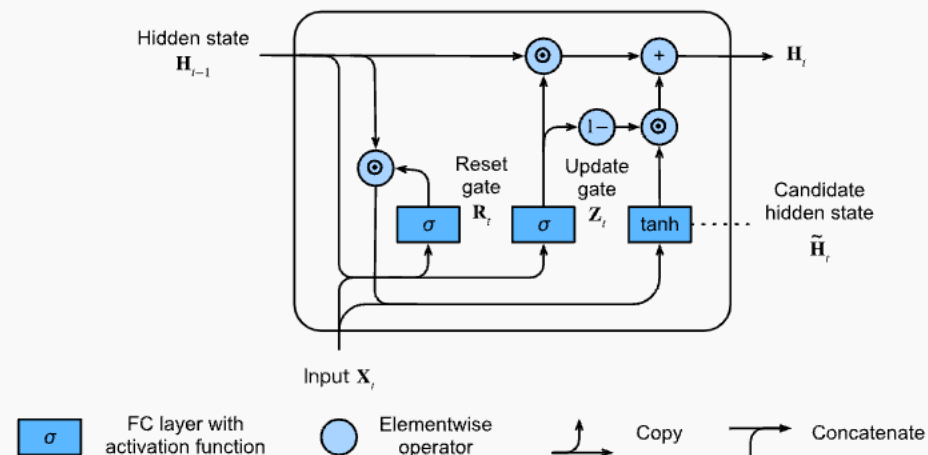 Hidden state
H_{t−1}
H_t
1−
+
Reset
gate
R_t
Update
gate
Z_t
Candidate
hidden state
H̃_t
σ
σ
tanh
Input X_t
σ
FC layer with
activation function
Elementwise
operator
Copy
Concatenate